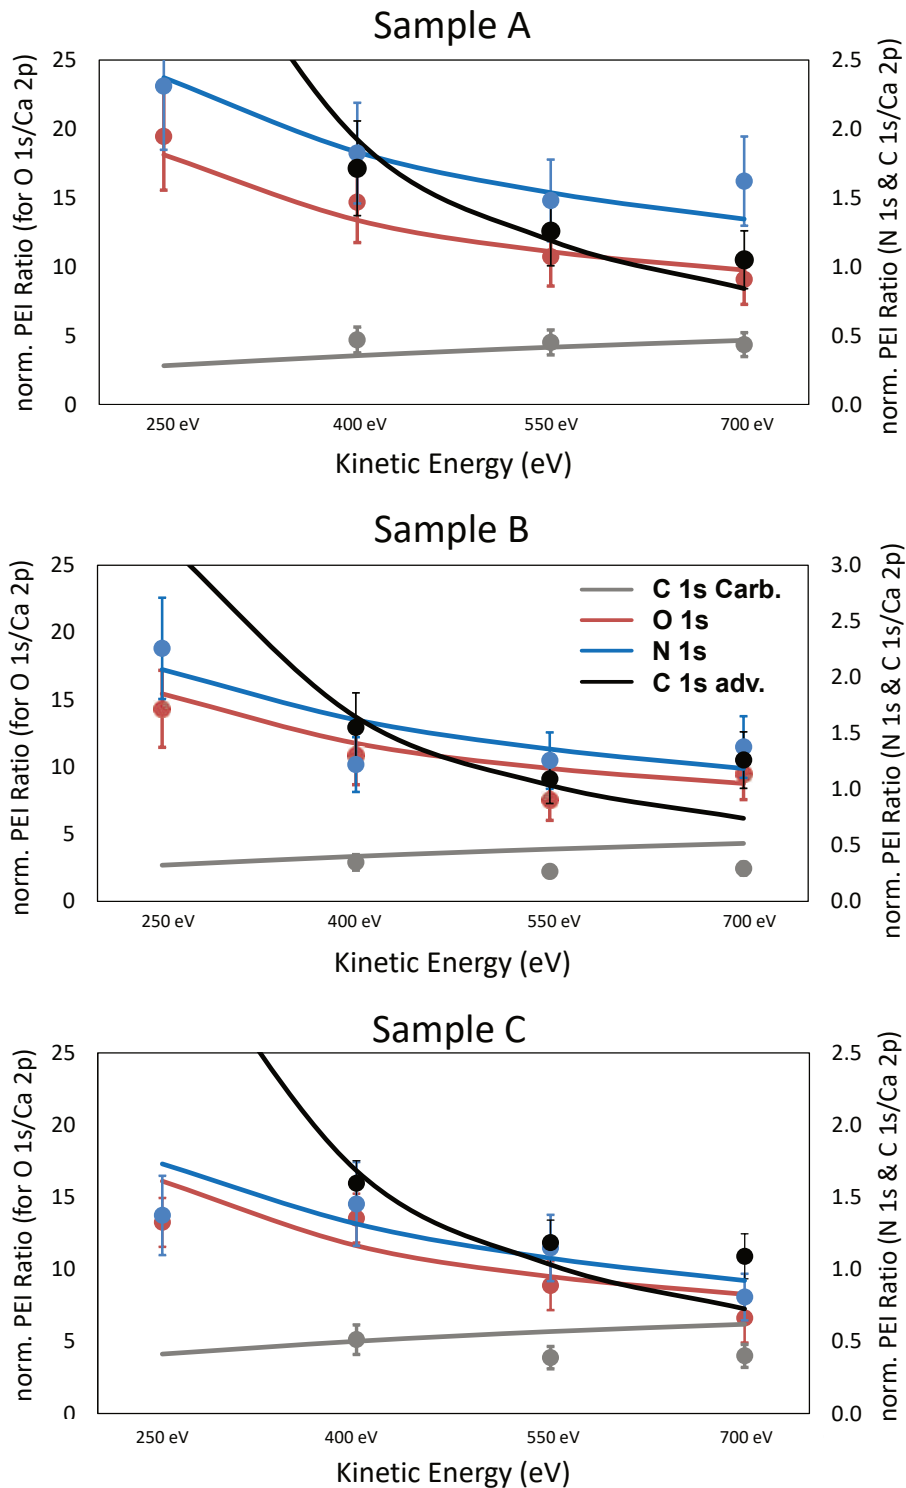 Sample A
norm. PEI Ratio (for O 1s/Ca 2p)
25
20
15
10
5
0
2.5
2.0
1.5
1.0
0.5
0.0
norm. PEI Ratio (N 1s & C 1s/Ca 2p)
250 eV 400 eV 550 eV 700 eV
Kinetic Energy (eV)
Sample B
norm. PEI Ratio (for O 1s/Ca 2p)
25
20
15
10
5
0
C 1s Carb.
O 1s
N 1s
C 1s adv.
3.0
2.5
2.0
1.5
1.0
0.5
0.0
norm. PEI Ratio (N 1s & C 1s/Ca 2p)
250 eV 400 eV 550 eV 700 eV
Kinetic Energy (eV)
Sample C
norm. PEI Ratio (for O 1s/Ca 2p)
25
20
15
10
5
0
2.5
2.0
1.5
1.0
0.5
0.0
norm. PEI Ratio (N 1s & C 1s/Ca 2p)
250 eV 400 eV 550 eV 700 eV
Kinetic Energy (eV)